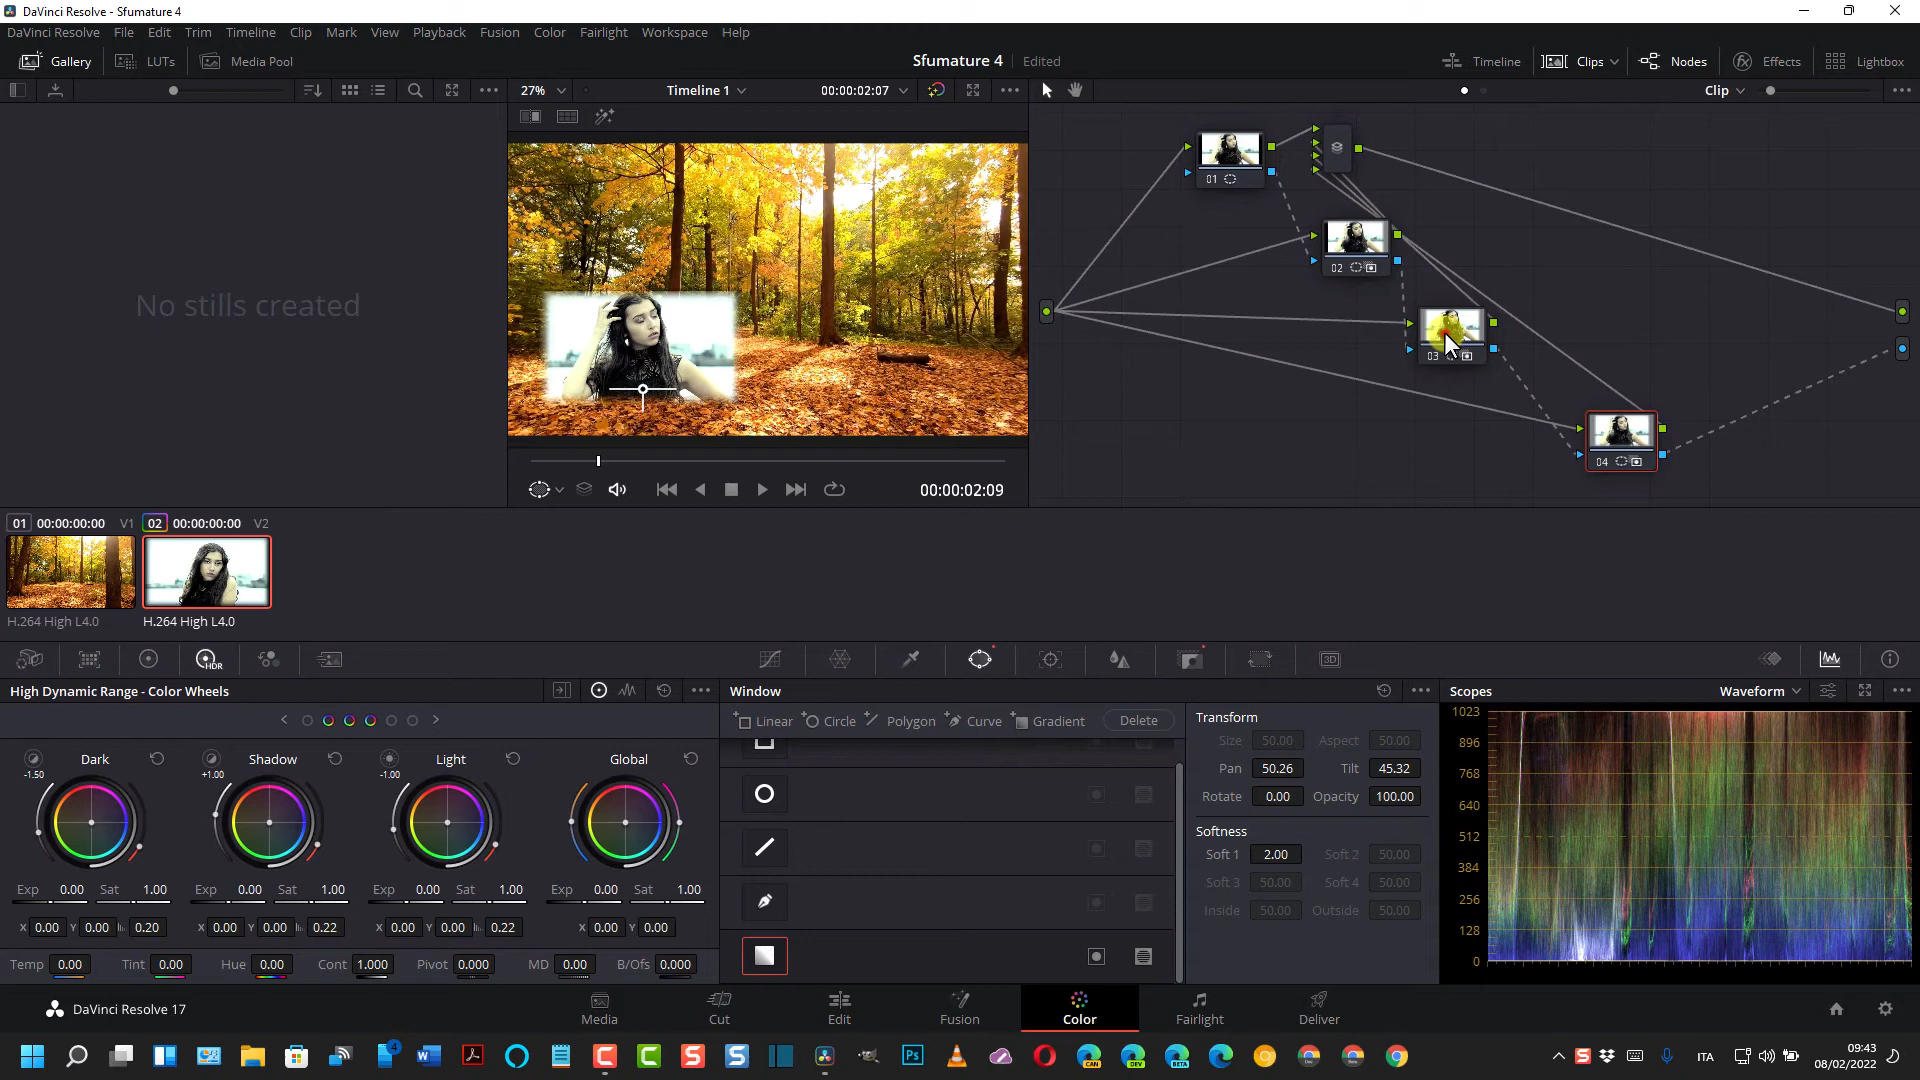 DaVinci Resolve - Sfumature 4
DaVinci Resolve File Edit Trim Timeline Clip Mark View Playback Fusion Color Fairlight Workspace Help
Gallery LUTs Media Pool Sfumature 4 Edited Timeline Clips Nodes Effects Lightbox
27% Timeline 1 00:00:02:07 Clip
No stills created
01
02
03
04
00:00:02:09
01 00:00:00:00 V1 02 00:00:00:00 V2
H.264 High L4.0 H.264 High L4.0
HDR 3D
High Dynamic Range - Color Wheels Window Scopes Waveform
Linear Circle Polygon Curve Gradient Delete
Transform
Size 50.00 Aspect 50.00
Pan 50.26 Tilt 45.32
Rotate 0.00 Opacity 100.00
Softness
Soft 1 2.00 Soft 2 50.00
Soft 3 50.00 Soft 4 50.00
Inside 50.00 Outside 50.00
Dark Shadow Light Global
-1.50 +1.00 -1.00
Exp 0.00 Sat 1.00 Exp 0.00 Sat 1.00 Exp 0.00 Sat 1.00 Exp 0.00 Sat 1.00
X 0.00 Y 0.00 0.20 X 0.00 Y 0.00 0.22 X 0.00 Y 0.00 0.22 X 0.00 Y 0.00
Temp 0.00 Tint 0.00 Hue 0.00 Cont 1.000 Pivot 0.000 MD 0.00 B/Ofs 0.000
1023
896
768
640
512
384
256
128
0
DaVinci Resolve 17 Media Cut Edit Fusion Color Fairlight Deliver
4 Ps CAN DEV BETA ITA 09:43
08/02/2022